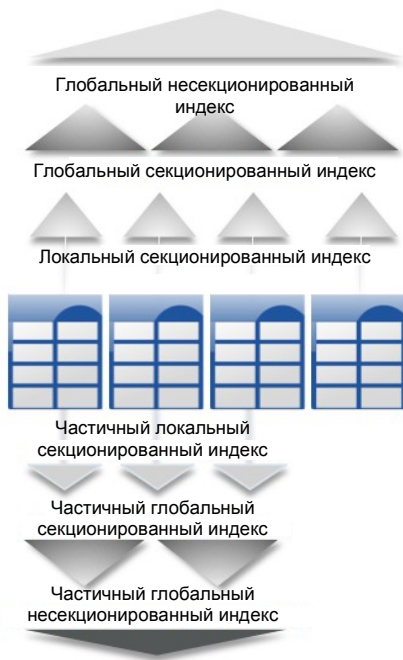 Глобальный несекционированный
индекс
Глобальный секционированный индекс
Локальный секционированный индекс
Частичный локальный
секционированный индекс
Частичный глобальный
секционированный индекс
Частичный глобальный
несекционированный индекс